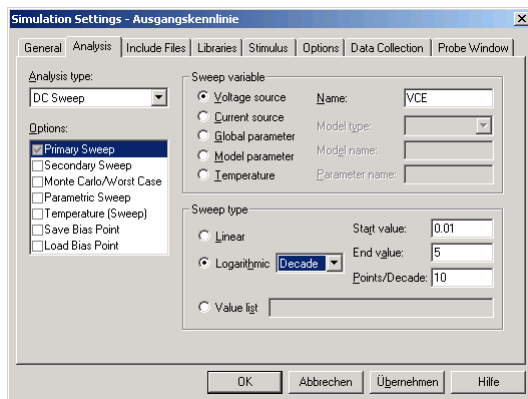 Simulation Settings - Ausgangskennlinie
General Analysis Include Files Libraries Stimulus Options Data Collection Probe Window
Analysis type:
DC Sweep
Options:
Primary Sweep
Secondary Sweep
Monte Carlo/Worst Case
Parametric Sweep
Temperature (Sweep)
Save Bias Point
Load Bias Point
Sweep variable
Voltage source
Current source
Global parameter
Model parameter
Temperature
Name: VCE
Model type:
Model name:
Parameter name:
Sweep type
Linear
Logarithmic Decade
Value list
Start value: 0.01
End value: 5
Points/Decade: 10
OK Abbrechen Übernehmen Hilfe